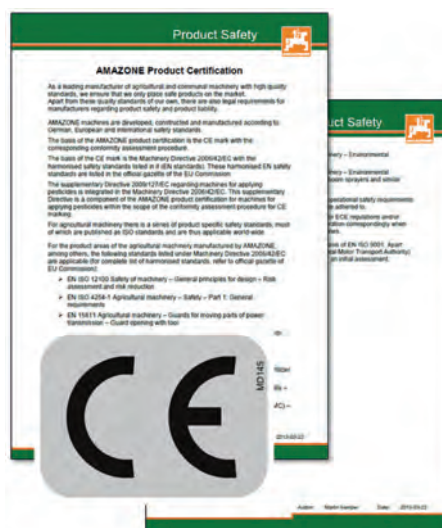 Product Safety
AMAZONE Product Certification
As a leading manufacturer of agricultural and communal machinery with high quality
standards, we ensure that we only place safe products on the market.
Apart from these quality standards of our own, there are also legal requirements for
manufacturers regarding product safety and product liability.
AMAZONE machines are developed, constructed and manufactured according to
German, European and international safety standards.
The basis of the AMAZONE product certification is the CE mark with the
corresponding conformity assessment procedure.
The basis of the CE mark is the Machinery Directive 2006/42/EC with the
harmonised safety standards listed in it (EN standards). These harmonised EN safety
standards are listed in the official gazette of the EU Commission
The supplementary Directive 2009/127/EC regarding machines for applying
pesticides is integrated in the Machinery Directive 2006/42/EC. This supplementary
Directive is a component of the AMAZONE product certification for machines for
applying pesticides within the scope of the conformity assessment procedure for CE
marking.
For agricultural machinery there is a series of product specific safety standards, most
of which are published as ISO standards and are thus applicable world-wide.
For the product areas of the agricultural machinery manufactured by AMAZONE,
among others, the following standards listed under Machinery Directive 2006/42/EC
are applicable (for complete list of harmonised standards, refer to official gazette of
EU Commission):
➤ EN ISO 12100 Safety of machinery – General principles for design – Risk
assessment and risk reduction
➤ EN ISO 4254-1 Agricultural machinery – Safety – Part 1: General
requirements
➤ EN 15811 Agricultural machinery – Guards for moving parts of power
transmission – Guard opening with tool
CE
MD145
uct Safety
nery – Environmental
nery – Environmental
oom sprayers and similar
perational safety requirements
e adhered to.
r ECE regulations and/or
ration correspondingly when
asis of EN ISO 9001. Apart
al Motor Transport Authority)
an initial assessment.
Date: